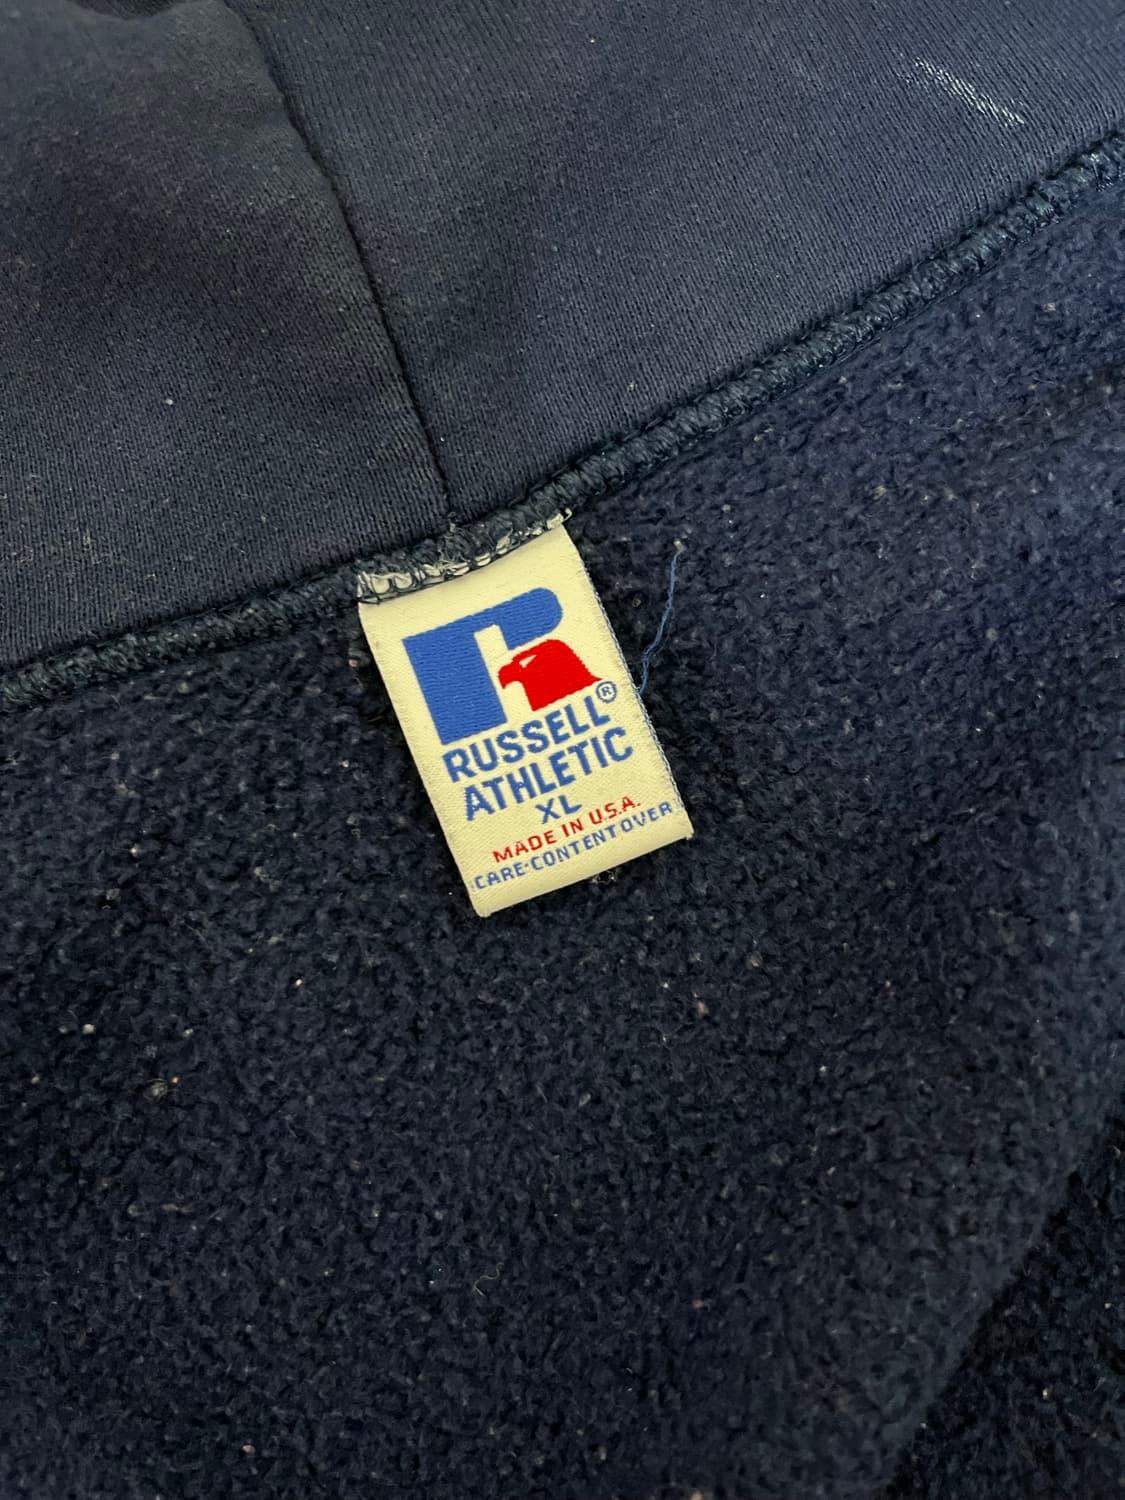 RUSSELL®
ATHLETIC
XL
MADE IN U.S.A.
CARE-CONTENT OVER